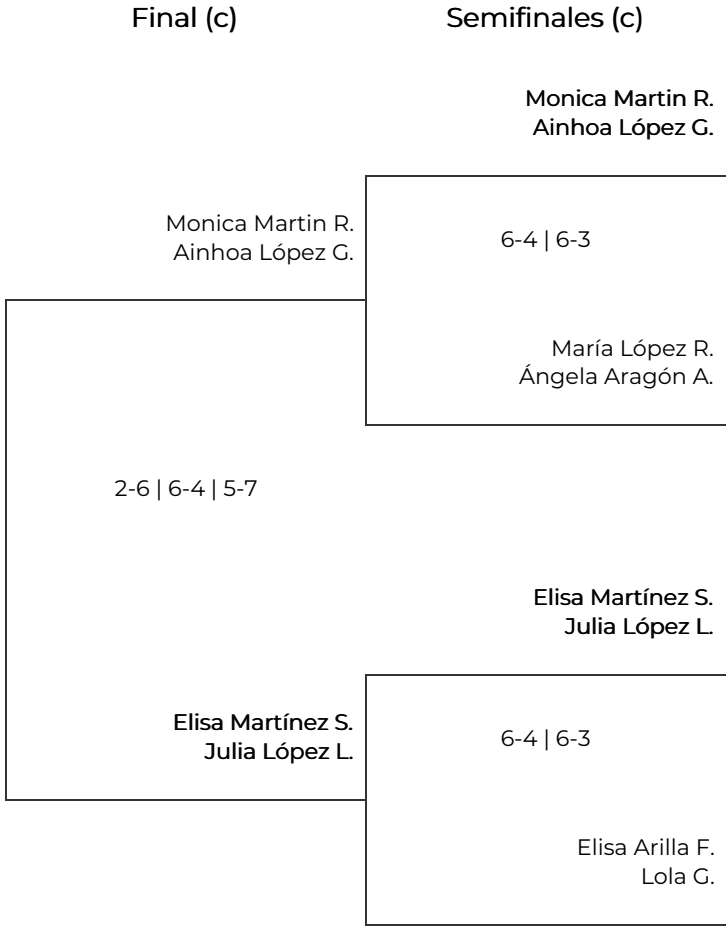 Final (c)
Semifinales (c)
Monica Martin R.
Ainhoa López G.
Monica Martin R.
Ainhoa López G.
6-4 | 6-3
María López R.
Ángela Aragón A.
2-6 | 6-4 | 5-7
Elisa Martínez S.
Julia López L.
Elisa Martínez S.
Julia López L.
6-4 | 6-3
Elisa Arilla F.
Lola G.